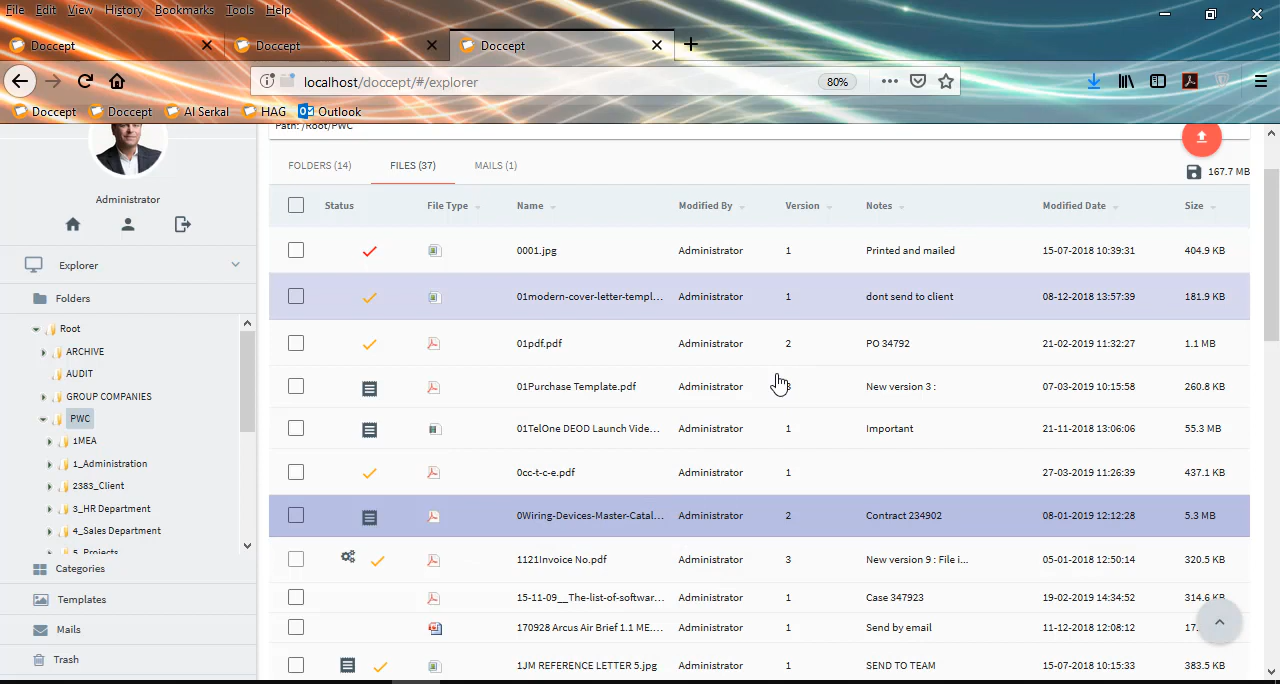 File Edit View History Bookmarks Tools Help
Doccept Doccept Doccept
localhost/doccept/#/explorer 80%
Doccept Doccept Al Serkal HAG Outlook
Path: /Root/PWC
FOLDERS (14) FILES (37) MAILS (1)
167.7 MB
Administrator
Explorer
Folders
Root
ARCHIVE
AUDIT
GROUP COMPANIES
PWC
1MEA
1_Administration
2383_Client
3_HR Department
4_Sales Department
5_Projects
Categories
Templates
Mails
Trash
Status File Type Name Modified By Version Notes Modified Date Size
0001.jpg Administrator 1 Printed and mailed 15-07-2018 10:39:31 404.9 KB
01modern-cover-letter-templ... Administrator 1 dont send to client 08-12-2018 13:57:39 181.9 KB
01pdf.pdf Administrator 2 PO 34792 21-02-2019 11:32:27 1.1 MB
01Purchase Template.pdf Administrator 3 New version 3 : 07-03-2019 10:15:58 260.8 KB
01TelOne DEOD Launch Vide... Administrator 1 Important 21-11-2018 13:06:06 55.3 MB
0cc-t-c-e.pdf Administrator 1 27-03-2019 11:26:39 437.1 KB
0Wiring-Devices-Master-Catal... Administrator 2 Contract 234902 08-01-2019 12:12:28 5.3 MB
1121Invoice No.pdf Administrator 3 New version 9 : File i... 05-01-2018 12:50:14 320.5 KB
15-11-09__The-list-of-softwar... Administrator 1 Case 347923 19-02-2019 14:34:52 314.6 KB
170928 Arcus Air Brief 1.1 ME.... Administrator 1 Send by email 11-12-2018 12:08:12 17.
1JM REFERENCE LETTER 5.jpg Administrator 1 SEND TO TEAM 15-07-2018 10:15:35 383.5 KB